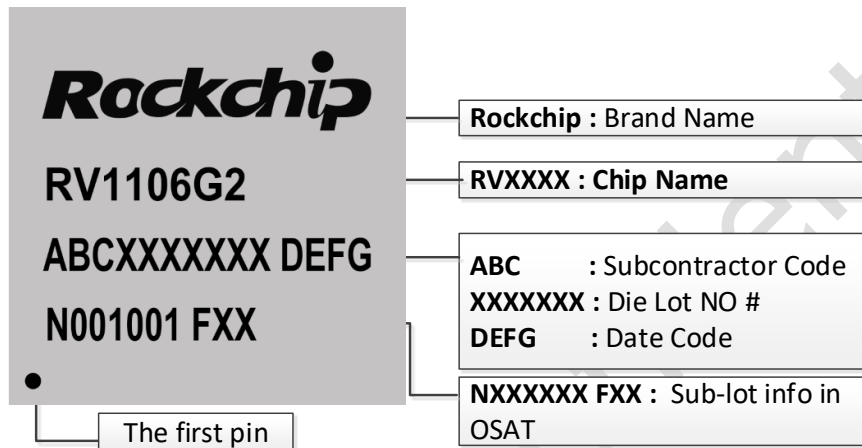 Rockchip
RV1106G2
ABCXXXXXXX DEFG
N001001 FXX
The first pin
Rockchip : Brand Name
RVXXXX : Chip Name
ABC : Subcontractor Code
XXXXXXX : Die Lot NO #
DEFG : Date Code
NXXXXXX FXX : Sub-lot info in
OSAT